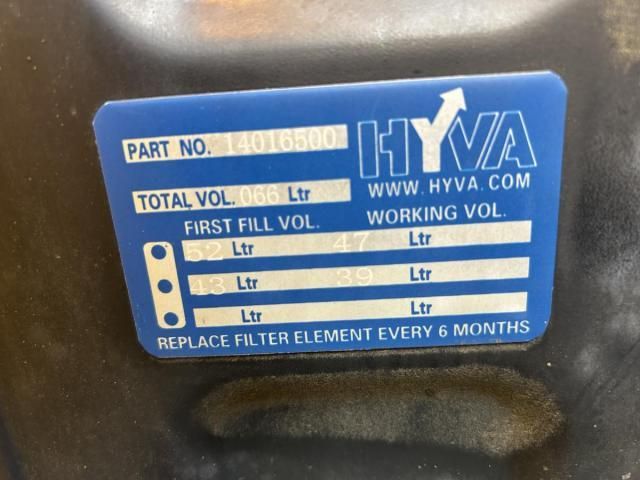 PART NO. 14016500
HYVA
TOTAL VOL. 066 Ltr
WWW.HYVA.COM
FIRST FILL VOL. WORKING VOL.
52 Ltr 47 Ltr
43 Ltr 39 Ltr
Ltr Ltr
REPLACE FILTER ELEMENT EVERY 6 MONTHS